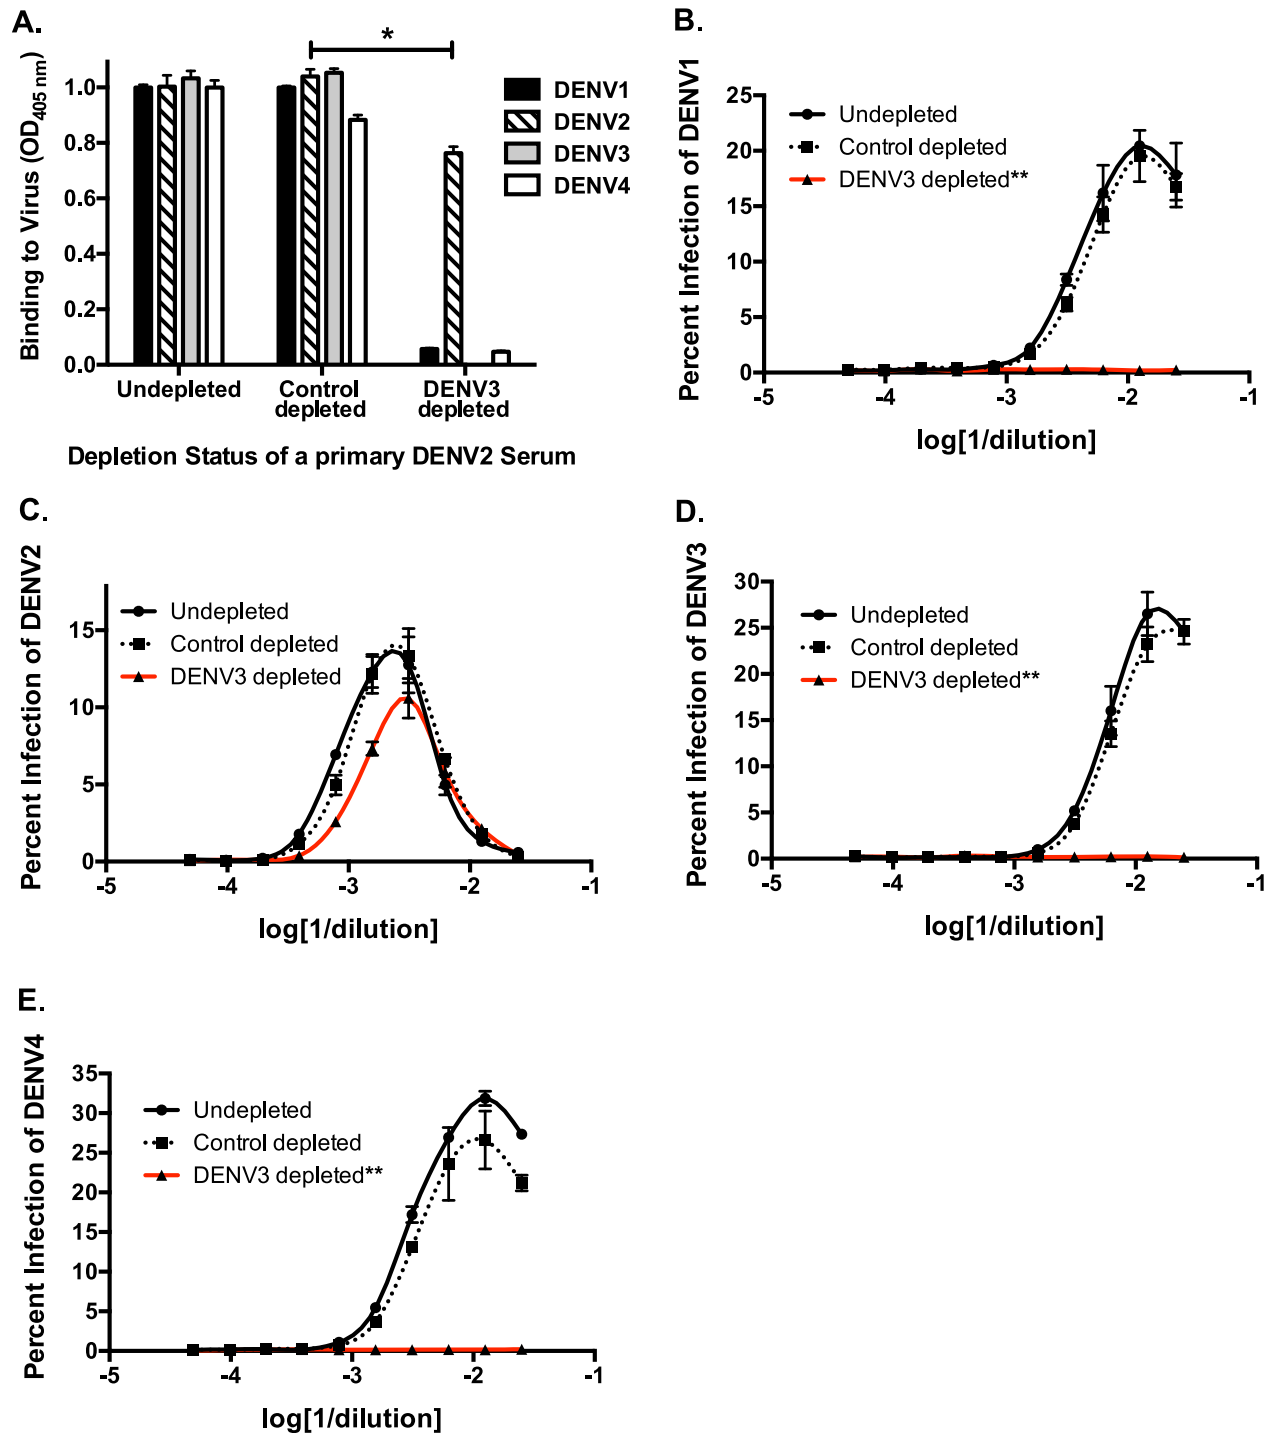 A.
*
Binding to Virus (OD405 nm)
1.0
0.8
0.6
0.4
0.2
0.0
DENV1
DENV2
DENV3
DENV4
Undepleted
Control depleted
DENV3 depleted
Depletion Status of a primary DENV2 Serum
B.
Percent Infection of DENV1
25
20
15
10
5
0
Undepleted
Control depleted
DENV3 depleted**
-5 -4 -3 -2 -1
log[1/dilution]
C.
Percent Infection of DENV2
15
10
5
0
Undepleted
Control depleted
DENV3 depleted
-5 -4 -3 -2 -1
log[1/dilution]
D.
Percent Infection of DENV3
30
25
20
15
10
5
0
Undepleted
Control depleted
DENV3 depleted**
-5 -4 -3 -2 -1
log[1/dilution]
E.
Percent Infection of DENV4
35
30
25
20
15
10
5
0
Undepleted
Control depleted
DENV3 depleted**
-5 -4 -3 -2 -1
log[1/dilution]